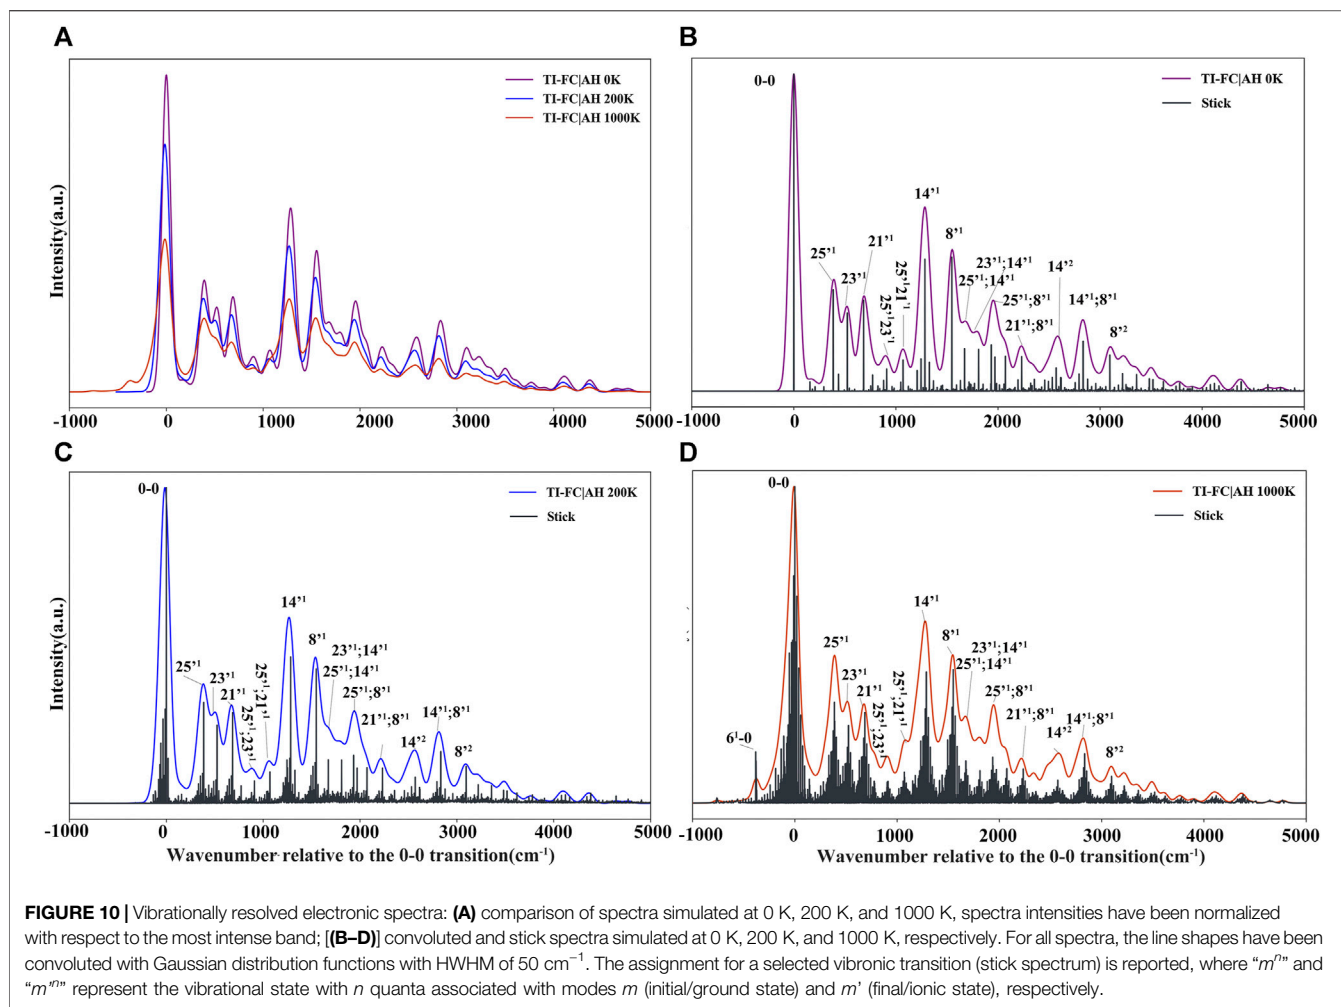 A
TI-FC|AH 0K
TI-FC|AH 200K
TI-FC|AH 1000K
Intensity(a.u.)
-1000 0 1000 2000 3000 4000 5000
B
0-0
TI-FC|AH 0K
Stick
25’¹
23’¹
21’¹
25’¹23’¹
25’¹21’¹
14’¹
8’¹
23’¹;14’¹
25’¹;14’¹
25’¹;8’¹
21’¹;8’¹
14’²
14’¹;8’¹
8’²
-1000 0 1000 2000 3000 4000 5000
C
0-0
TI-FC|AH 200K
Stick
Intensity(a.u.)
25’¹
23’¹
21’¹
25’¹;23’¹
25’¹;21’¹
14’¹
8’¹
23’¹;14’¹
25’¹;14’¹
25’¹;8’¹
21’¹;8’¹
14’²
14’¹;8’¹
8’²
-1000 0 1000 2000 3000 4000 5000
Wavenumber relative to the 0-0 transition(cm⁻¹)
D
0-0
TI-FC|AH 1000K
Stick
6¹-0
25’¹
23’¹
21’¹
25’¹;23’¹
25’¹;21’¹
14’¹
8’¹
23’¹;14’¹
25’¹;14’¹
25’¹;8’¹
21’¹;8’¹
14’²
14’¹;8’¹
8’²
-1000 0 1000 2000 3000 4000 5000
Wavenumber relative to the 0-0 transition(cm⁻¹)
FIGURE 10 | Vibrationally resolved electronic spectra: (A) comparison of spectra simulated at 0 K, 200 K, and 1000 K, spectra intensities have been normalized
with respect to the most intense band; [(B–D)] convoluted and stick spectra simulated at 0 K, 200 K, and 1000 K, respectively. For all spectra, the line shapes have been
convoluted with Gaussian distribution functions with HWHM of 50 cm⁻¹. The assignment for a selected vibronic transition (stick spectrum) is reported, where “mⁿ” and
“m’ⁿ” represent the vibrational state with n quanta associated with modes m (initial/ground state) and m’ (final/ionic state), respectively.